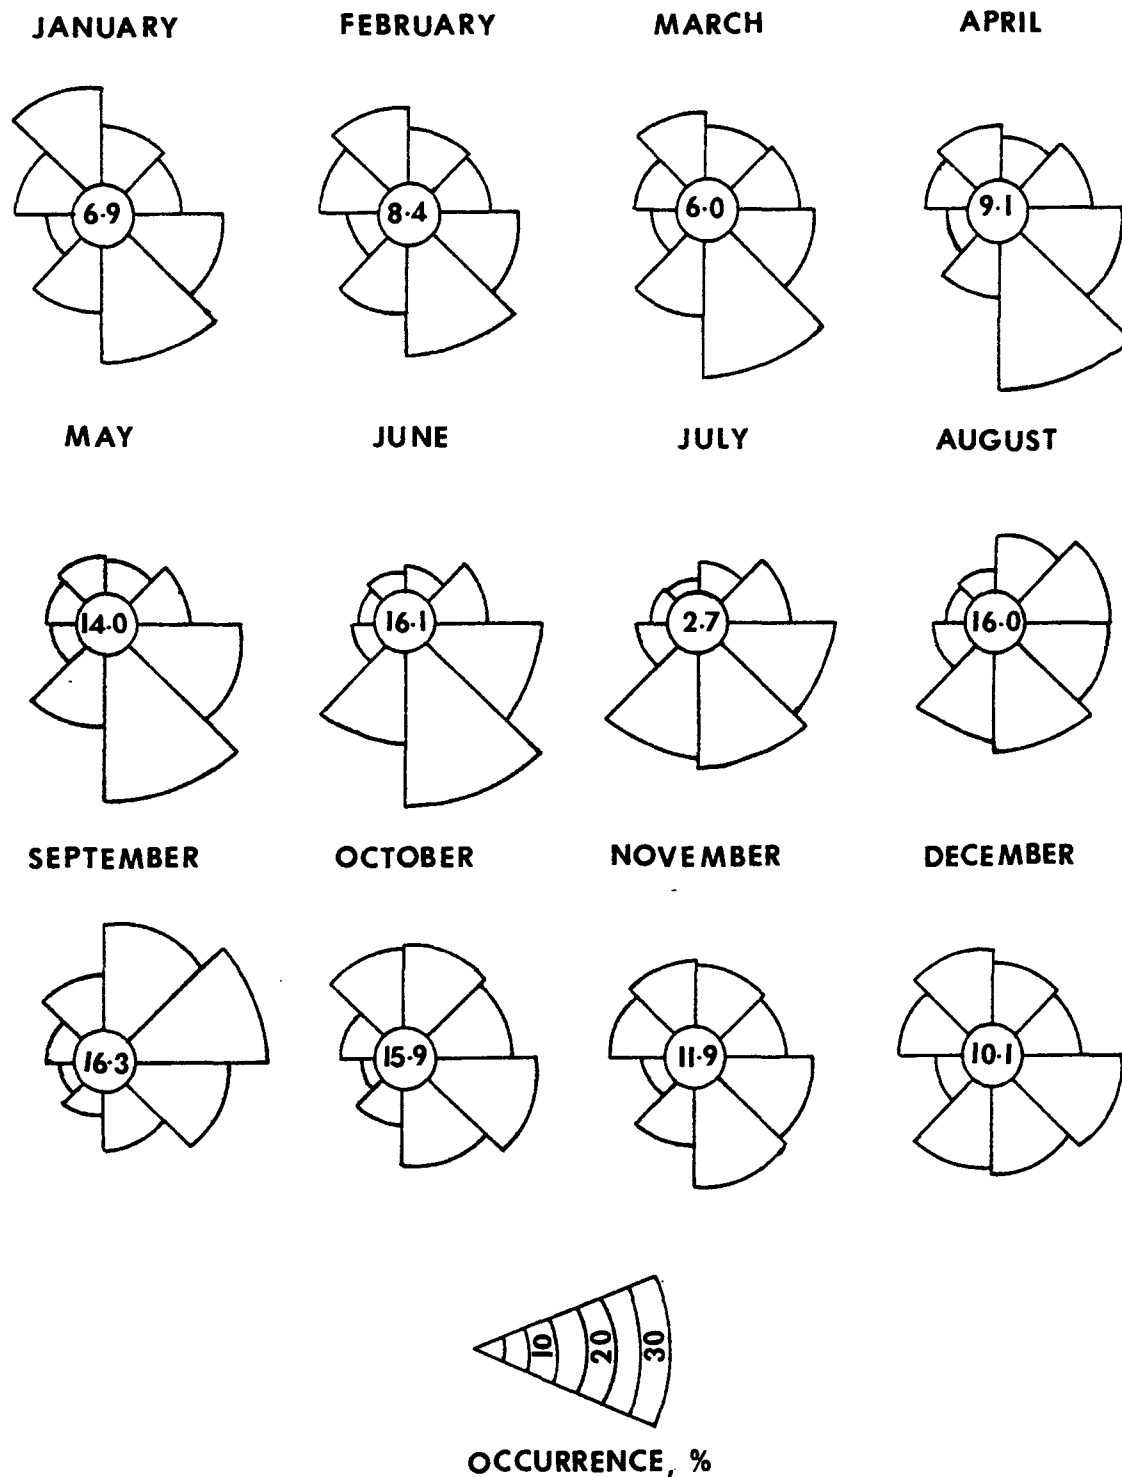 JANUARY FEBRUARY MARCH APRIL
6·9 8·4 6·0 9·1
MAY JUNE JULY AUGUST
14·0 16·1 2·7 16·0
SEPTEMBER OCTOBER NOVEMBER DECEMBER
16·3 15·9 11·9 10·1
10 20 30
OCCURRENCE, %